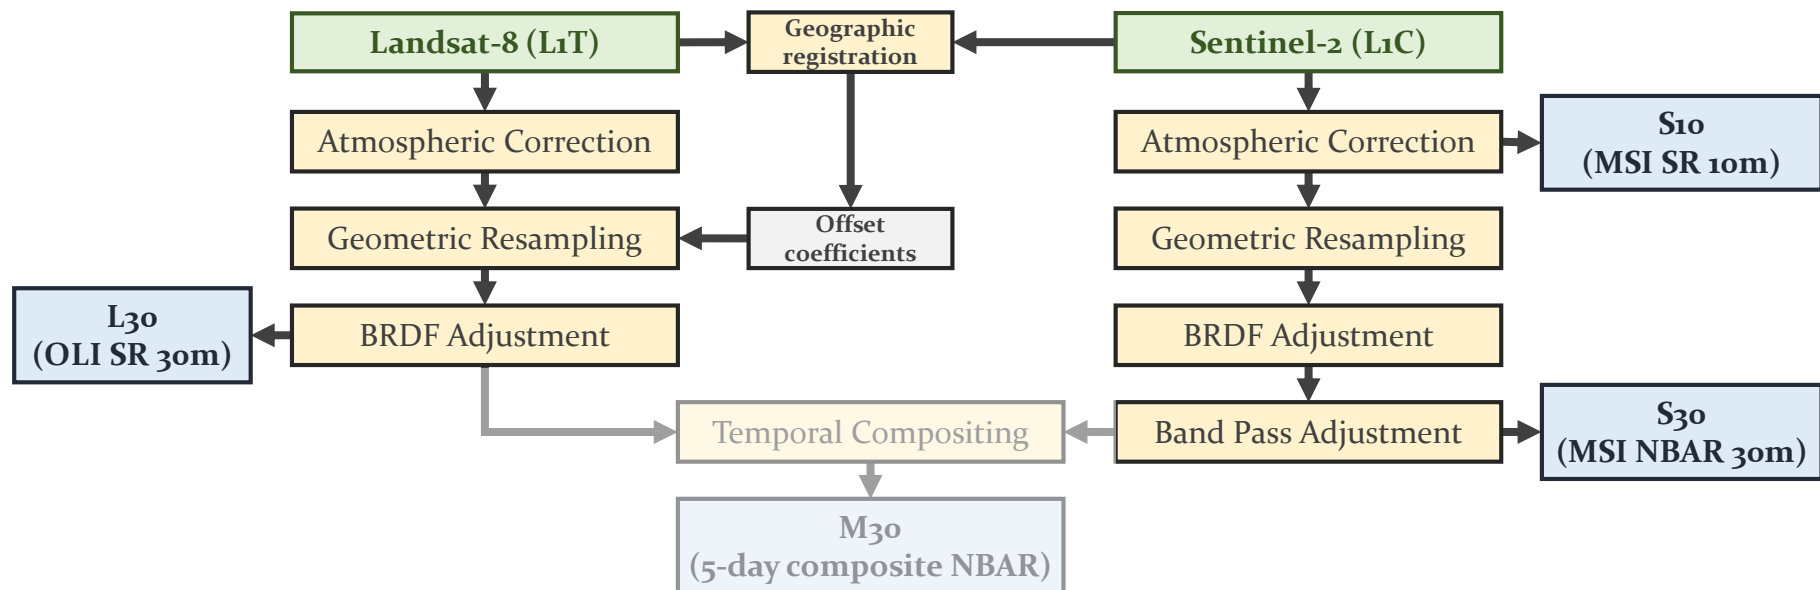 Landsat-8 (L1T)
Geographic
registration
Sentinel-2 (L1C)
Atmospheric Correction
Atmospheric Correction
S10
(MSI SR 10m)
Geometric Resampling
Offset
coefficients
Geometric Resampling
L30
(OLI SR 30m)
BRDF Adjustment
BRDF Adjustment
Temporal Compositing
Band Pass Adjustment
S30
(MSI NBAR 30m)
M30
(5-day composite NBAR)